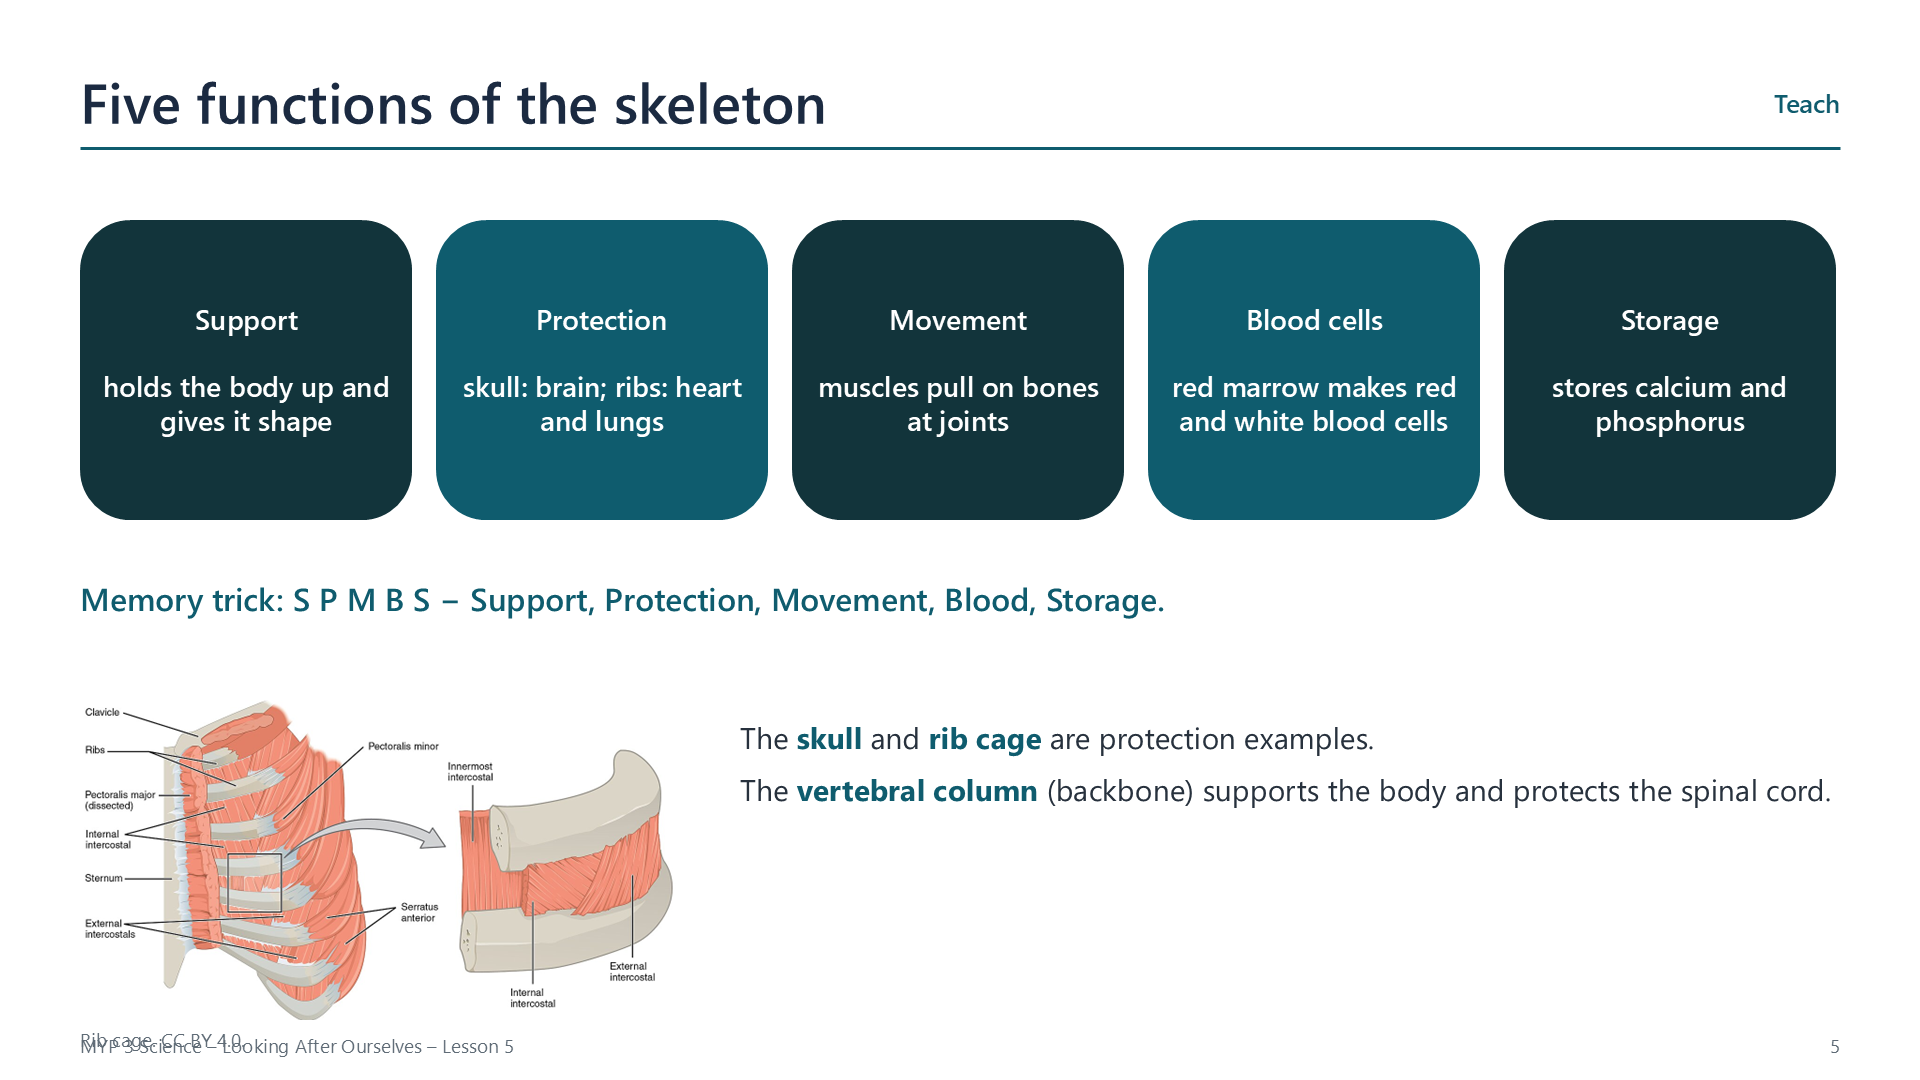 Five functions of the skeleton
Teach
Support
holds the body up and
gives it shape
Protection
skull: brain; ribs: heart
and lungs
Movement
muscles pull on bones
at joints
Blood cells
red marrow makes red
and white blood cells
Storage
stores calcium and
phosphorus
Memory trick: S P M B S – Support, Protection, Movement, Blood, Storage.
Clavicle
Ribs
Pectoralis major
(dissected)
Internal
intercostal
Sternum
External
intercostals
Pectoralis minor
Serratus
anterior
Innermost
intercostal
Internal
intercostal
External
intercostal
The skull and rib cage are protection examples.
The vertebral column (backbone) supports the body and protects the spinal cord.
Rib cage, CC BY 4.0.
MYP 3 Science – Looking After Ourselves – Lesson 5
5